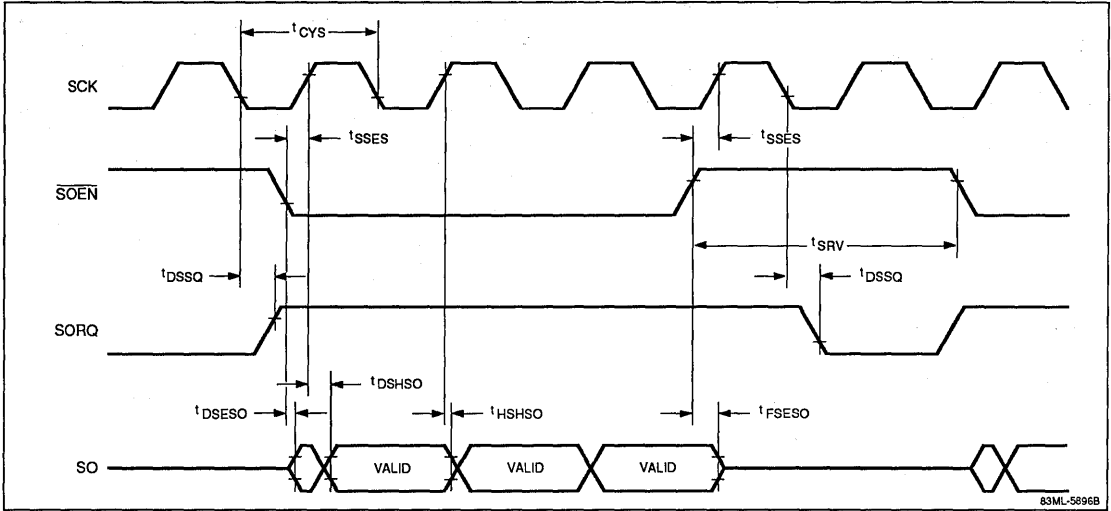 tCYS
SCK
tSSES tSSES
SOEN
tSRV
tDSSQ tDSSQ
SORQ
tDSHSO
tDSESO tHSHSO tFSESO
SO VALID VALID VALID
83ML-5896B